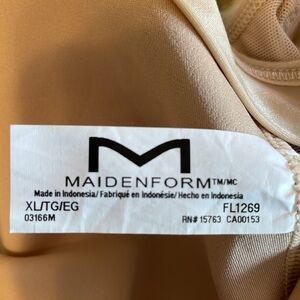 M
MAIDENFORM™/MC
Made in Indonesia/ Fabriqué en Indonésie/ Hecho en Indonesia
XL/TG/EG FL1269
03166M RN# 15763 CA00153